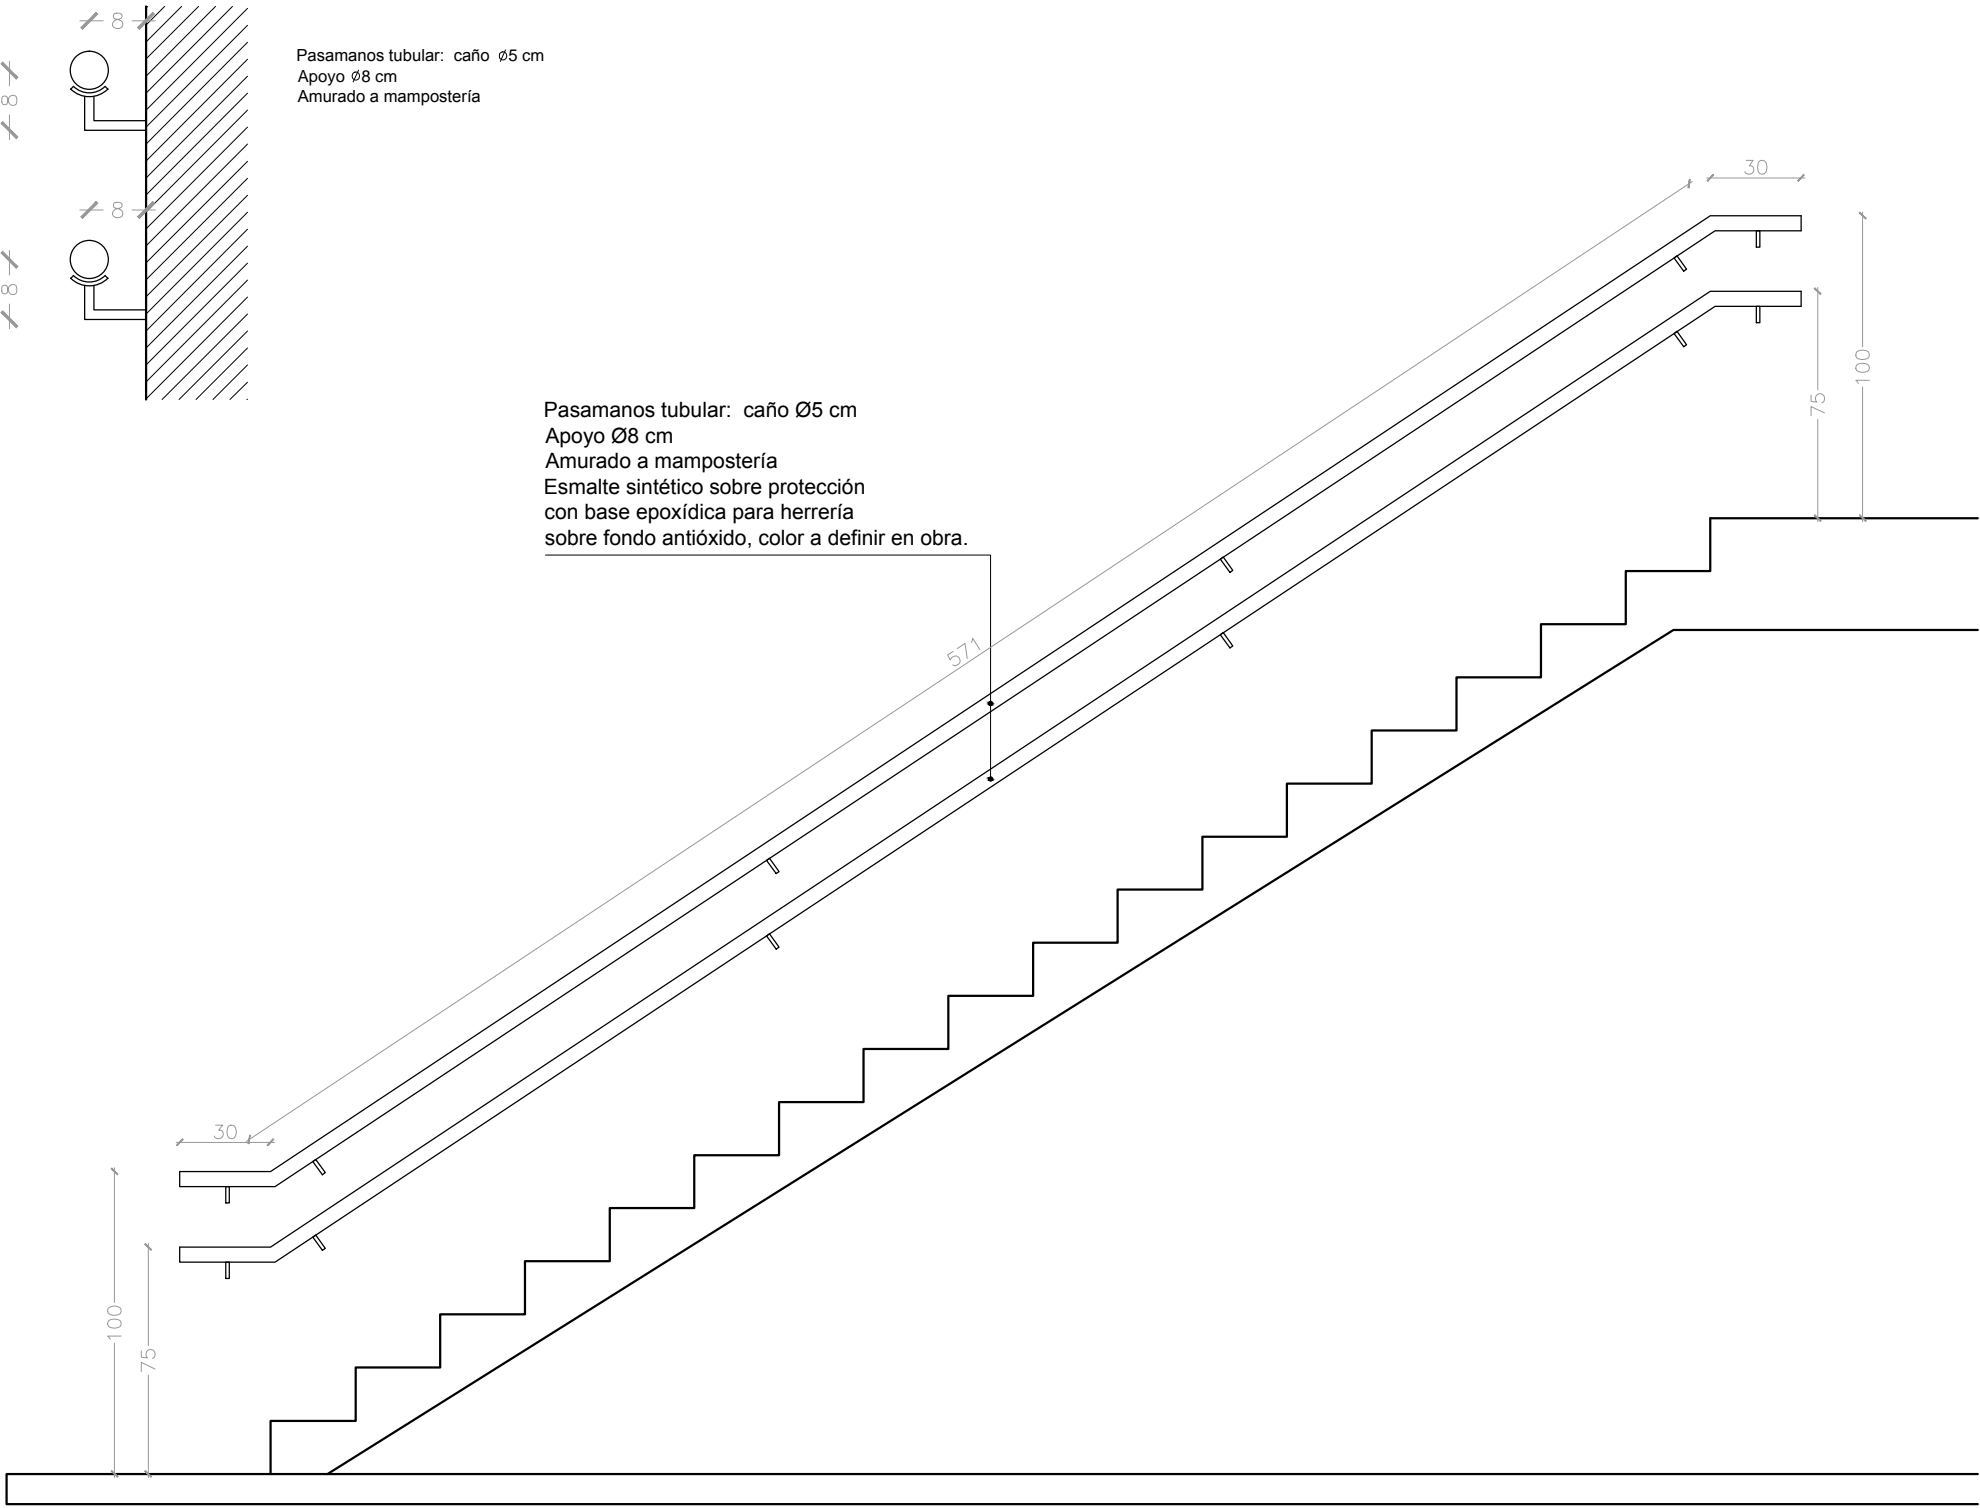 8
8
Pasamanos tubular: caño ⌀5 cm
Apoyo ⌀8 cm
Amurado a mampostería
8
8
30
100
75
Pasamanos tubular: caño Ø5 cm
Apoyo Ø8 cm
Amurado a mampostería
Esmalte sintético sobre protección
con base epoxídica para herrería
sobre fondo antióxido, color a definir en obra.
571
30
100
75